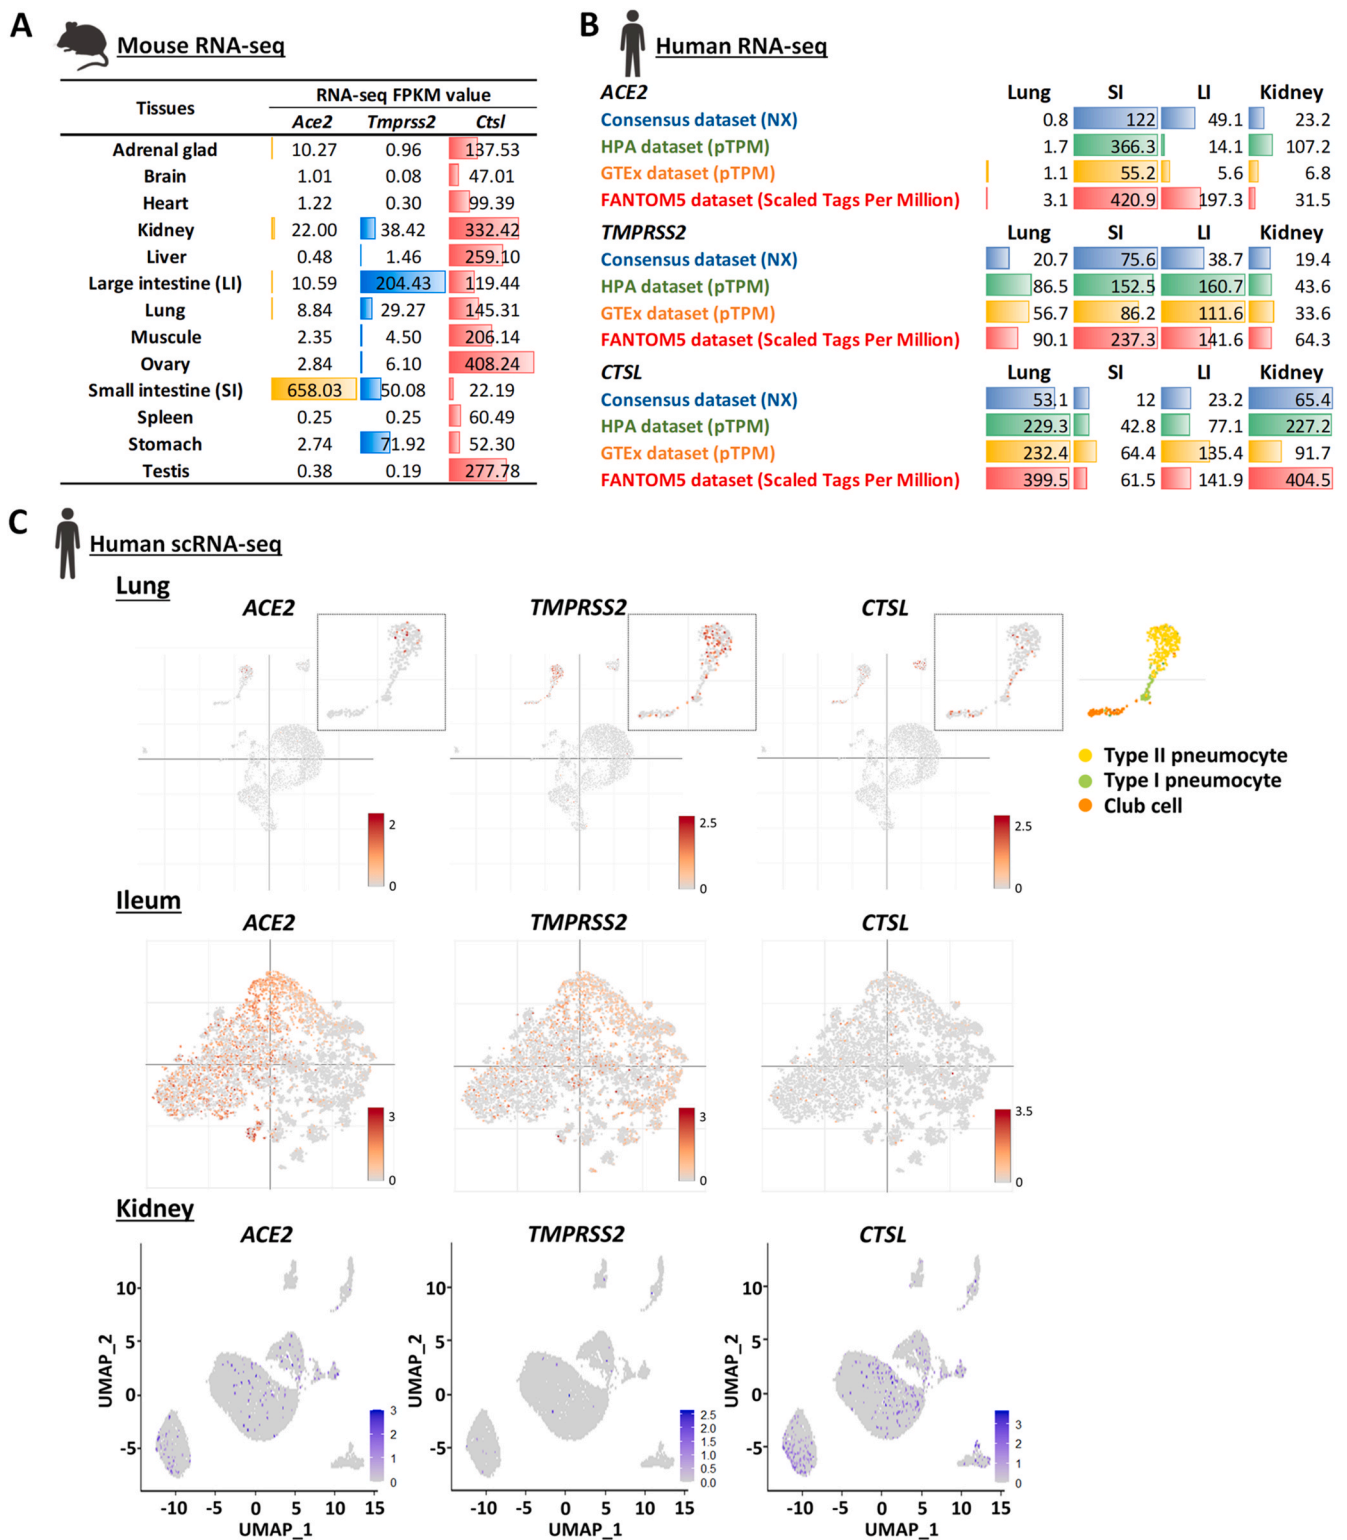 A
Mouse RNA-seq
Tissues
RNA-seq FPKM value
Ace2 Tmprss2 Ctsl
Adrenal glad 10.27 0.96 137.53
Brain 1.01 0.08 47.01
Heart 1.22 0.30 99.39
Kidney 22.00 38.42 332.42
Liver 0.48 1.46 259.10
Large intestine (LI) 10.59 204.43 119.44
Lung 8.84 29.27 145.31
Muscule 2.35 4.50 206.14
Ovary 2.84 6.10 408.24
Small intestine (SI) 658.03 50.08 22.19
Spleen 0.25 0.25 60.49
Stomach 2.74 71.92 52.30
Testis 0.38 0.19 277.78
B
Human RNA-seq
ACE2 Lung SI LI Kidney
Consensus dataset (NX) 0.8 122 49.1 23.2
HPA dataset (pTPM) 1.7 366.3 14.1 107.2
GTEx dataset (pTPM) 1.1 55.2 5.6 6.8
FANTOM5 dataset (Scaled Tags Per Million) 3.1 420.9 197.3 31.5
TMPRSS2 Lung SI LI Kidney
Consensus dataset (NX) 20.7 75.6 38.7 19.4
HPA dataset (pTPM) 86.5 152.5 160.7 43.6
GTEx dataset (pTPM) 56.7 86.2 111.6 33.6
FANTOM5 dataset (Scaled Tags Per Million) 90.1 237.3 141.6 64.3
CTSL Lung SI LI Kidney
Consensus dataset (NX) 53.1 12 23.2 65.4
HPA dataset (pTPM) 229.3 42.8 77.1 227.2
GTEx dataset (pTPM) 232.4 64.4 135.4 91.7
FANTOM5 dataset (Scaled Tags Per Million) 399.5 61.5 141.9 404.5
C
Human scRNA-seq
Lung
ACE2 TMPRSS2 CTSL
Type II pneumocyte
Type I pneumocyte
Club cell
2 2.5 2.5
0 0 0
Ileum
ACE2 TMPRSS2 CTSL
3 3 3.5
0 0 0
Kidney
ACE2 TMPRSS2 CTSL
UMAP_2 10 5 0 -5
3 2 1 0
-10 -5 0 5 10 15
UMAP_1
UMAP_2 10 5 0 -5
2.5 2.0 1.5 1.0 0.5 0.0
-10 -5 0 5 10 15
UMAP_1
UMAP_2 10 5 0 -5
3 2 1 0
-10 -5 0 5 10 15
UMAP_1